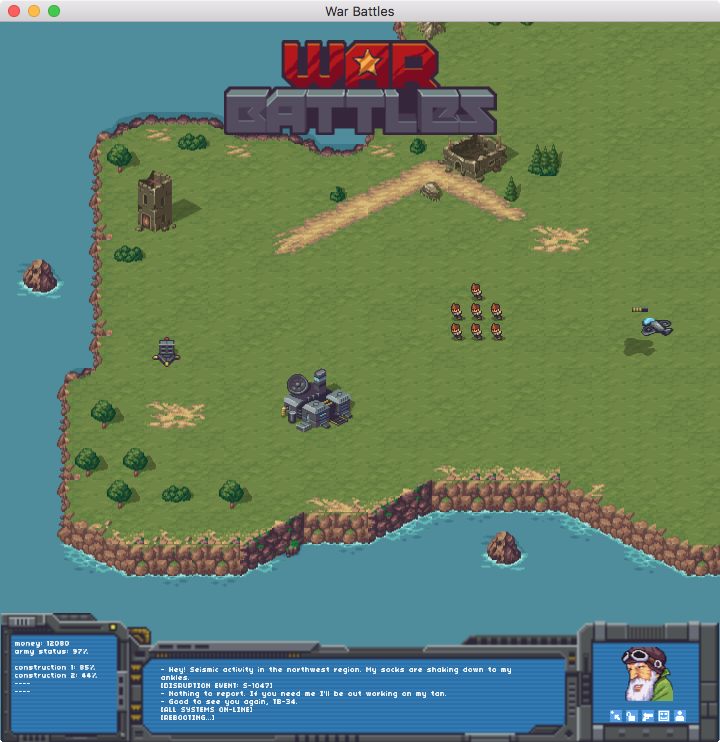 War Battles
WAR
BATTLES
money: 12080
army status: 97%
construction 1: 85%
construction 2: 44%
----
----
- Hey! Seismic activity in the northwest region. My socks are shaking down to my
ankles.
[DISRUPTION EVENT: S-1047]
- Nothing to report. If you need me I'll be out working on my tan.
- Good to see you again, TB-34.
[ALL SYSTEMS ON-LINE]
[REBOOTING..]